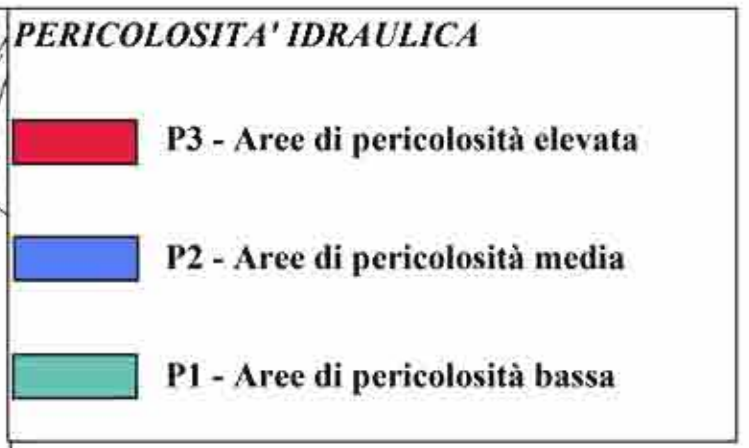 PERICOLOSITA' IDRAULICA
P3 - Aree di pericolosità elevata
P2 - Aree di pericolosità media
P1 - Aree di pericolosità bassa